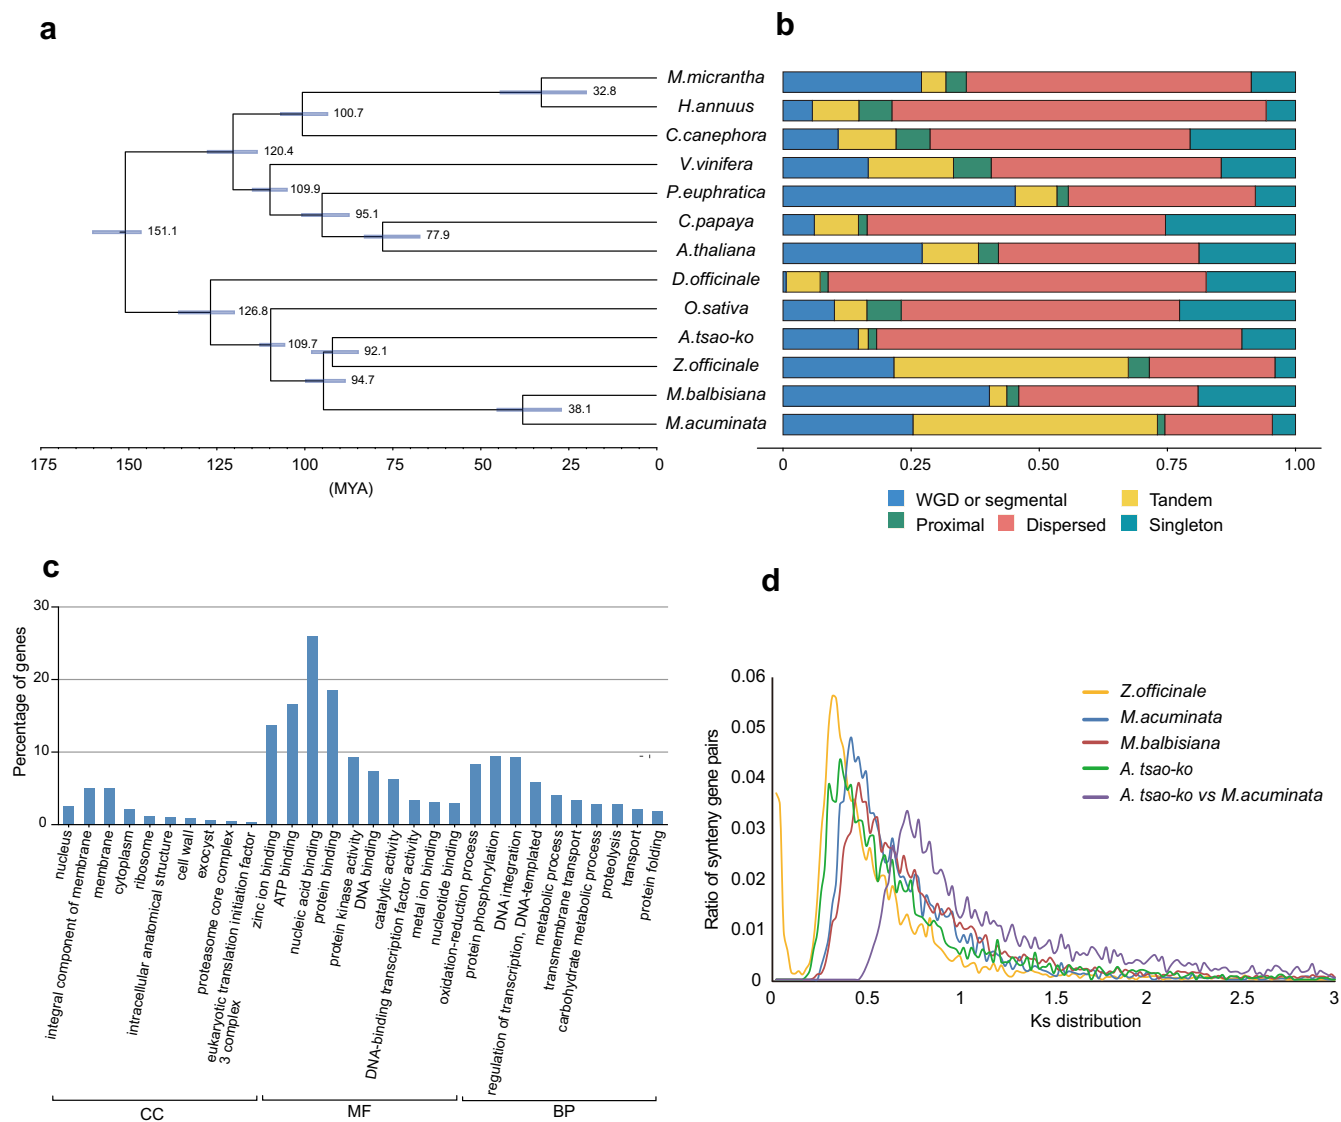 a
M.micrantha
H.annuus
C.canephora
V.vinifera
P.euphratica
C.papaya
A.thaliana
D.officinale
O.sativa
A.tsao-ko
Z.officinale
M.balbisiana
M.acuminata
32.8
100.7
120.4
109.9
95.1
77.9
151.1
126.8
109.7
92.1
94.7
38.1
175 150 125 100 75 50 25 0
(MYA)
b
0 0.25 0.50 0.75 1.00
WGD or segmental Tandem
Proximal Dispersed Singleton
c
Percentage of genes
30
20
10
0
nucleus
integral component of membrane
membrane
cytoplasm
ribosome
intracellular anatomical structure
cell wall
exocyst
proteasome core complex
eukaryotic translation initiation factor
3 complex
zinc ion binding
ATP binding
nucleic acid binding
protein binding
protein kinase activity
DNA binding
catalytic activity
DNA-binding transcription factor activity
metal ion binding
nucleotide binding
oxidation-reduction process
protein phosphorylation
DNA integration
regulation of transcription, DNA-templated
metabolic process
transmembrane transport
carbohydrate metabolic process
proteolysis
transport
protein folding
CC MF BP
d
Ratio of synteny gene pairs
0.06
0.05
0.04
0.03
0.02
0.01
0
Z.officinale
M.acuminata
M.balbisiana
A. tsao-ko
A. tsao-ko vs M.acuminata
0 0.5 1 1.5 2 2.5 3
Ks distribution